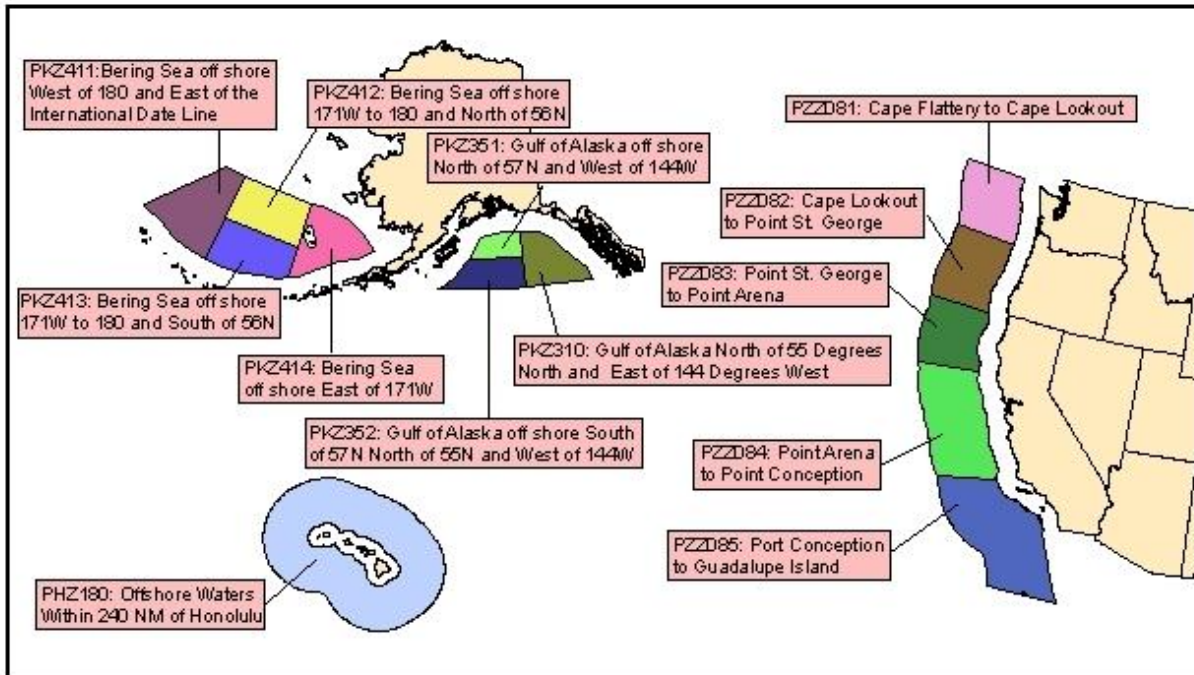 PKZ411:Bering Sea off shore
West of 180 and East of the
International Date Line
PKZ412: Bering Sea off shore
171W to 180 and North of 56N
PKZ351: Gulf of Alaska off shore
North of 57N and West of 144W
PKZ413: Bering Sea off shore
171W to 180 and South of 56N
PKZ414: Bering Sea
off shore East of 171W
PKZ310: Gulf of Alaska North of 55 Degrees
North and East of 144 Degrees West
PKZ352: Gulf of Alaska off shore South
of 57N North of 55N and West of 144W
PHZ180: Offshore Waters
Within 240 NM of Honolulu
PZZD81: Cape Flattery to Cape Lookout
PZZD82: Cape Lookout
to Point St. George
PZZD83: Point St. George
to Point Arena
PZZD84: Point Arena
to Point Conception
PZZD85: Port Conception
to Guadalupe Island